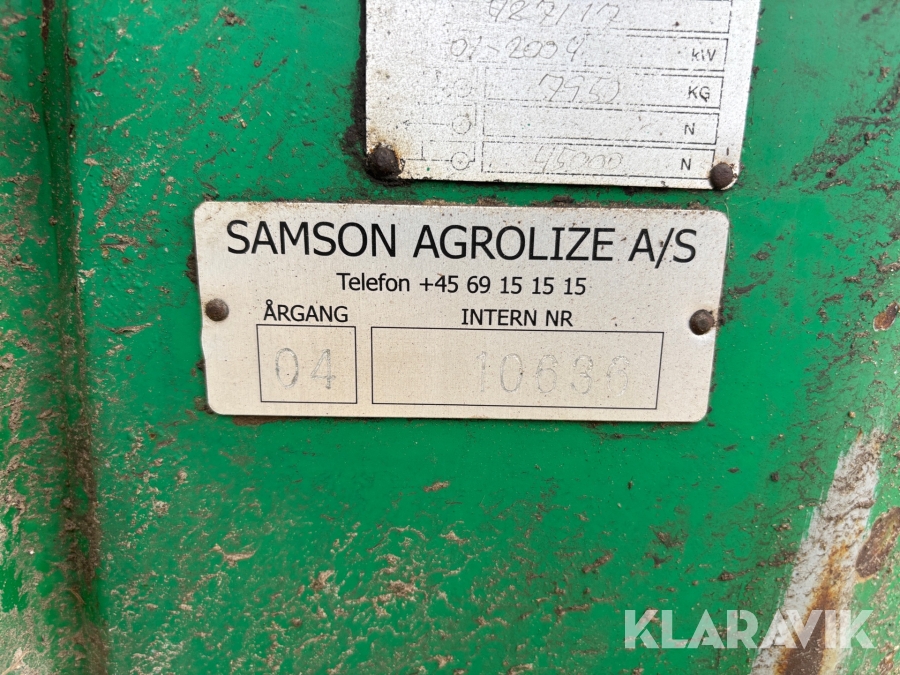 01-2004 kW
KG
N
45000 N
SAMSON AGROLIZE A/S
Telefon +45 69 15 15 15
ÅRGANG INTERN NR
04 10636
KLARAVIK